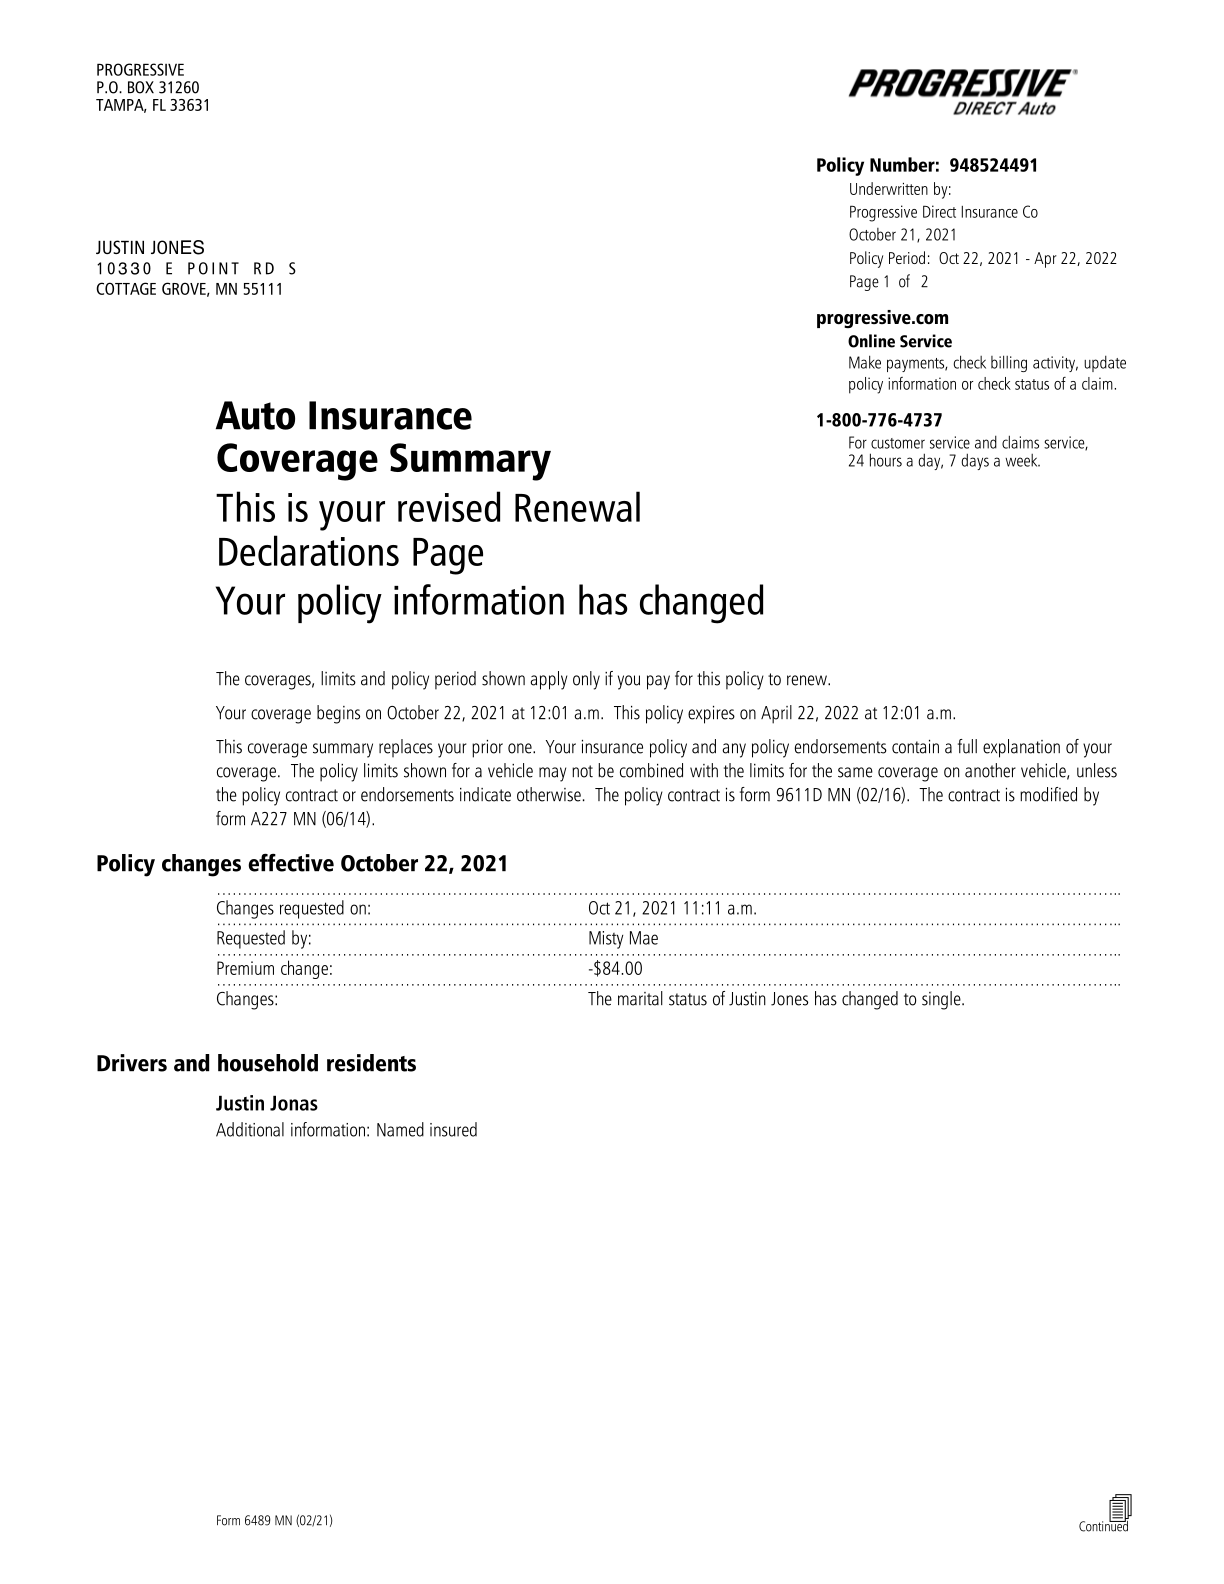 PROGRESSIVE
P.O. BOX 31260
TAMPA, FL 33631
PROGRESSIVE®
DIRECT Auto
Policy Number: 948524491
Underwritten by:
Progressive Direct Insurance Co
October 21, 2021
Policy Period: Oct 22, 2021 - Apr 22, 2022
Page 1 of 2
JUSTIN JONES
10330 E POINT RD S
COTTAGE GROVE, MN 55111
progressive.com
Online Service
Make payments, check billing activity, update
policy information or check status of a claim.
1-800-776-4737
For customer service and claims service,
24 hours a day, 7 days a week.
Auto Insurance
Coverage Summary
This is your revised Renewal
Declarations Page
Your policy information has changed
The coverages, limits and policy period shown apply only if you pay for this policy to renew.
Your coverage begins on October 22, 2021 at 12:01 a.m. This policy expires on April 22, 2022 at 12:01 a.m.
This coverage summary replaces your prior one. Your insurance policy and any policy endorsements contain a full explanation of your
coverage. The policy limits shown for a vehicle may not be combined with the limits for the same coverage on another vehicle, unless
the policy contract or endorsements indicate otherwise. The policy contract is form 9611D MN (02/16). The contract is modified by
form A227 MN (06/14).
Policy changes effective October 22, 2021
Changes requested on: Oct 21, 2021 11:11 a.m.
Requested by: Misty Mae
Premium change: -$84.00
Changes: The marital status of Justin Jones has changed to single.
Drivers and household residents
Justin Jonas
Additional information: Named insured
Form 6489 MN (02/21)
Continued